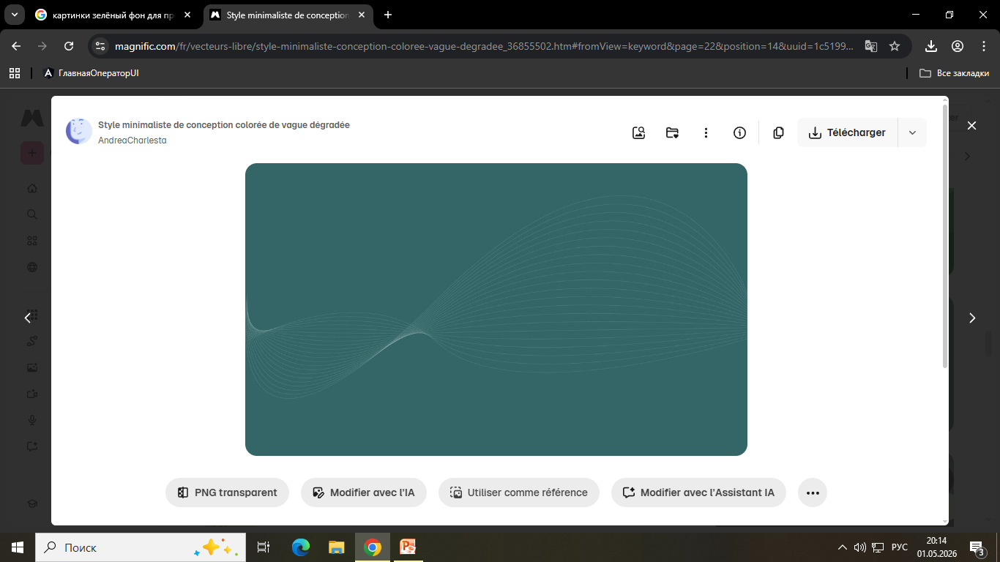 картинки зелёный фон для пр
Style minimaliste de conception
magnific.com/fr/vecteurs-libre/style-minimaliste-conception-coloree-vague-degradee_36855502.htm#fromView=keyword&page=22&position=14&uuid=1c5199...
ГлавнаяОператорUI
Все закладки
Style minimaliste de conception colorée de vague dégradée
AndreaCharlesta
Télécharger
PNG transparent
Modifier avec l'IA
Utiliser comme référence
Modifier avec l'Assistant IA
Поиск
РУС
20:14
01.05.2026
3